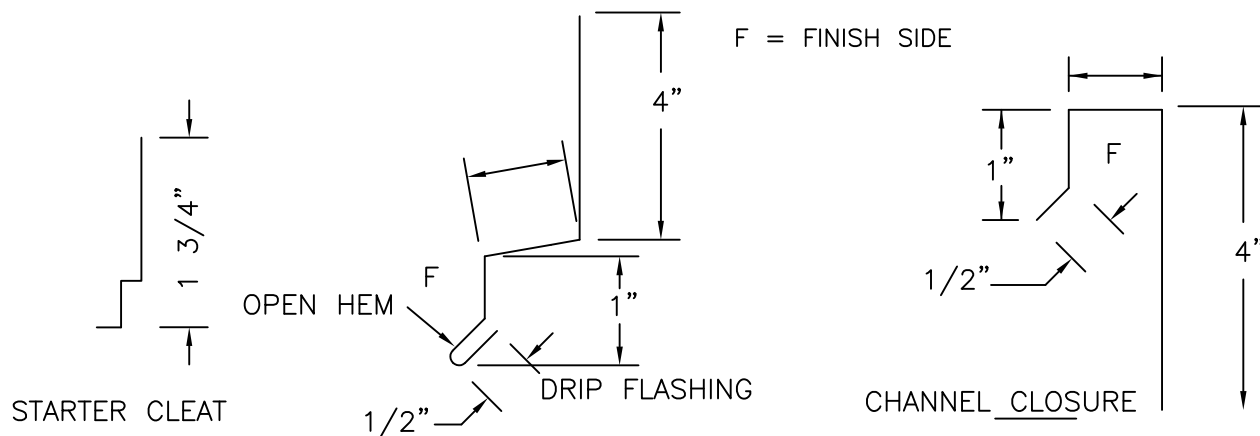 F = FINISH SIDE
4”
1”
F
1 3/4”
F
OPEN HEM
1”
4”
1/2”
DRIP FLASHING
CHANNEL CLOSURE
STARTER CLEAT
1/2”